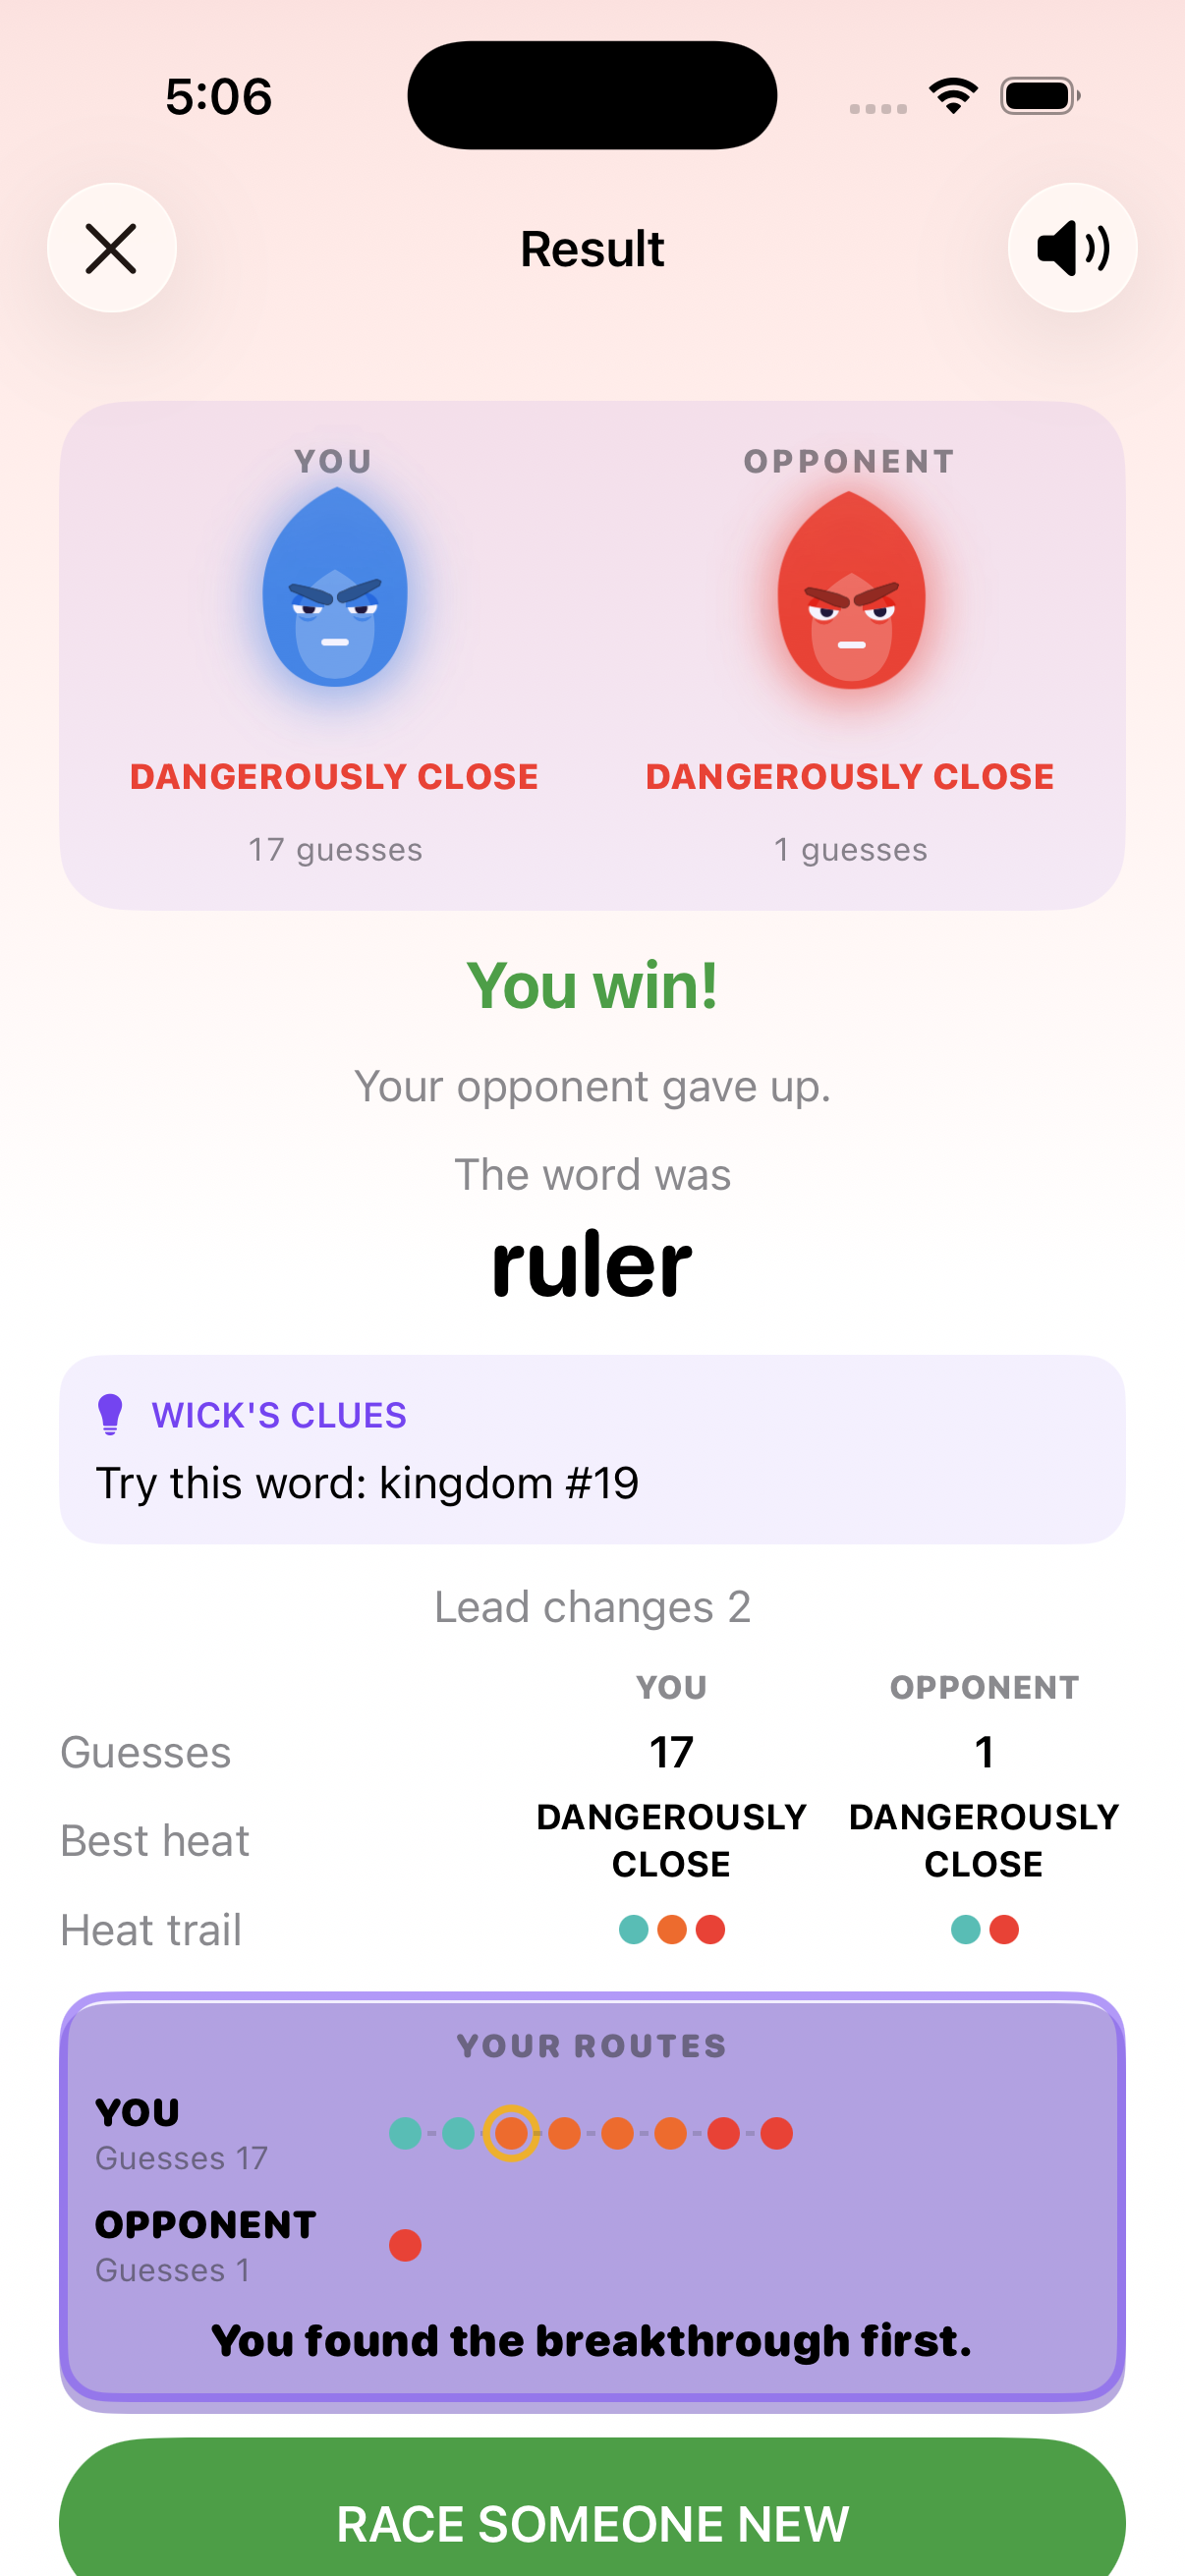 5:06
Result
YOU
OPPONENT
DANGEROUSLY CLOSE
DANGEROUSLY CLOSE
17 guesses
1 guesses
You win!
Your opponent gave up.
The word was
ruler
WICK'S CLUES
Try this word: kingdom #19
Lead changes 2
YOU
OPPONENT
Guesses
17
1
Best heat
DANGEROUSLY
CLOSE
DANGEROUSLY
CLOSE
Heat trail
YOUR ROUTES
YOU
Guesses 17
OPPONENT
Guesses 1
You found the breakthrough first.
RACE SOMEONE NEW